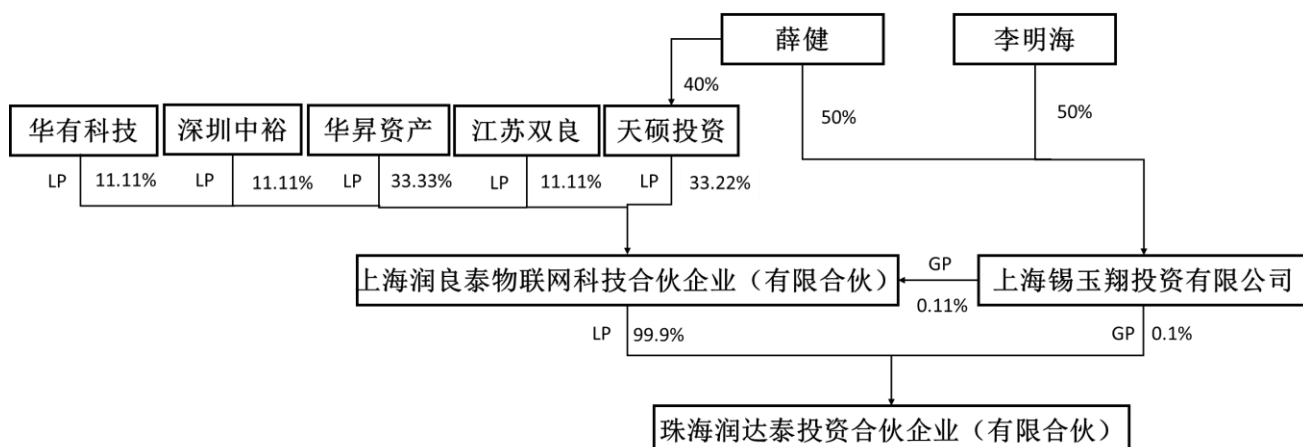 薛健
李明海
40%
50%
50%
华有科技
深圳中裕
华昇资产
江苏双良
天硕投资
LP 11.11%
LP 11.11%
LP 33.33%
LP 11.11%
LP 33.22%
上海润良泰物联网科技合伙企业（有限合伙）
GP
0.11%
上海锡玉翔投资有限公司
LP 99.9%
GP 0.1%
珠海润达泰投资合伙企业（有限合伙）